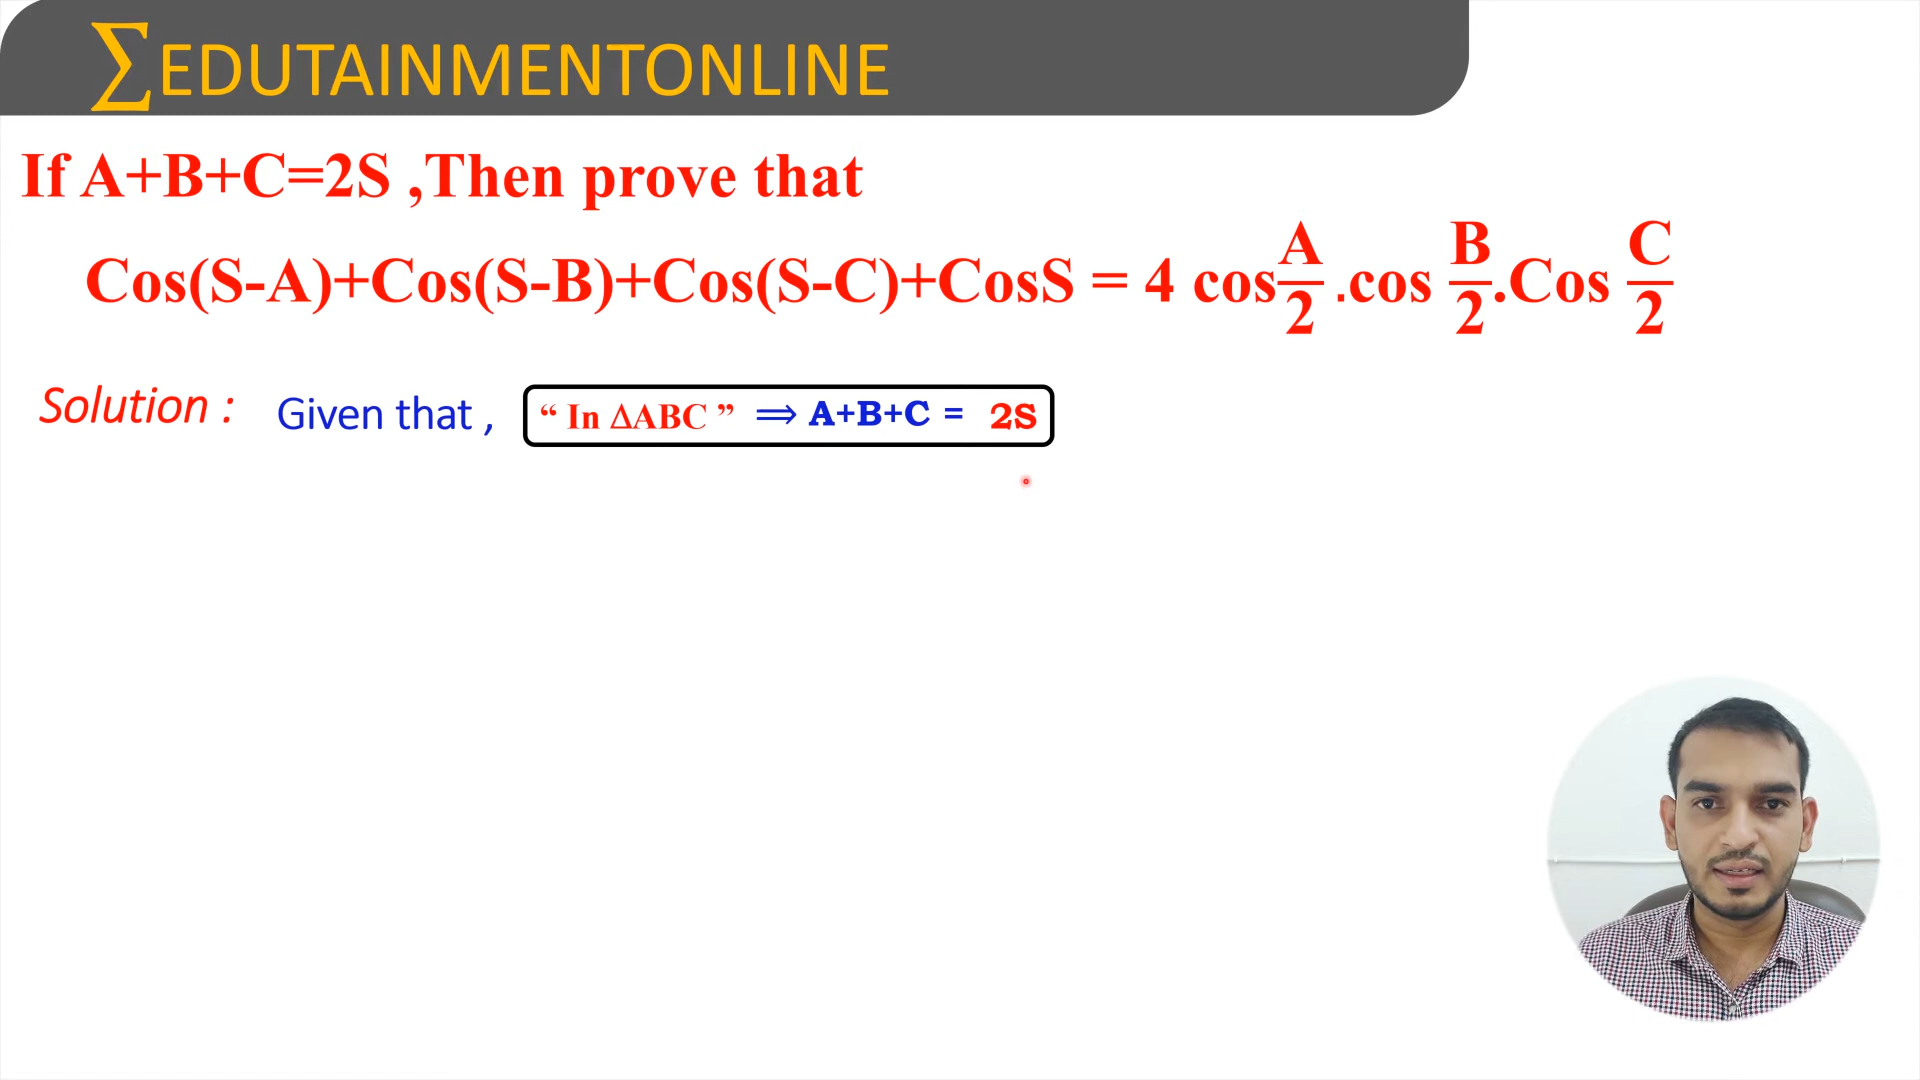 ∑EDUTAINMENTONLINE
If A+B+C=2S ,Then prove that
Cos(S-A)+Cos(S-B)+Cos(S-C)+CosS = 4 cos A/2 .cos B/2.Cos C/2
Solution : Given that , “ In ΔABC ” ⟹ A+B+C = 2S